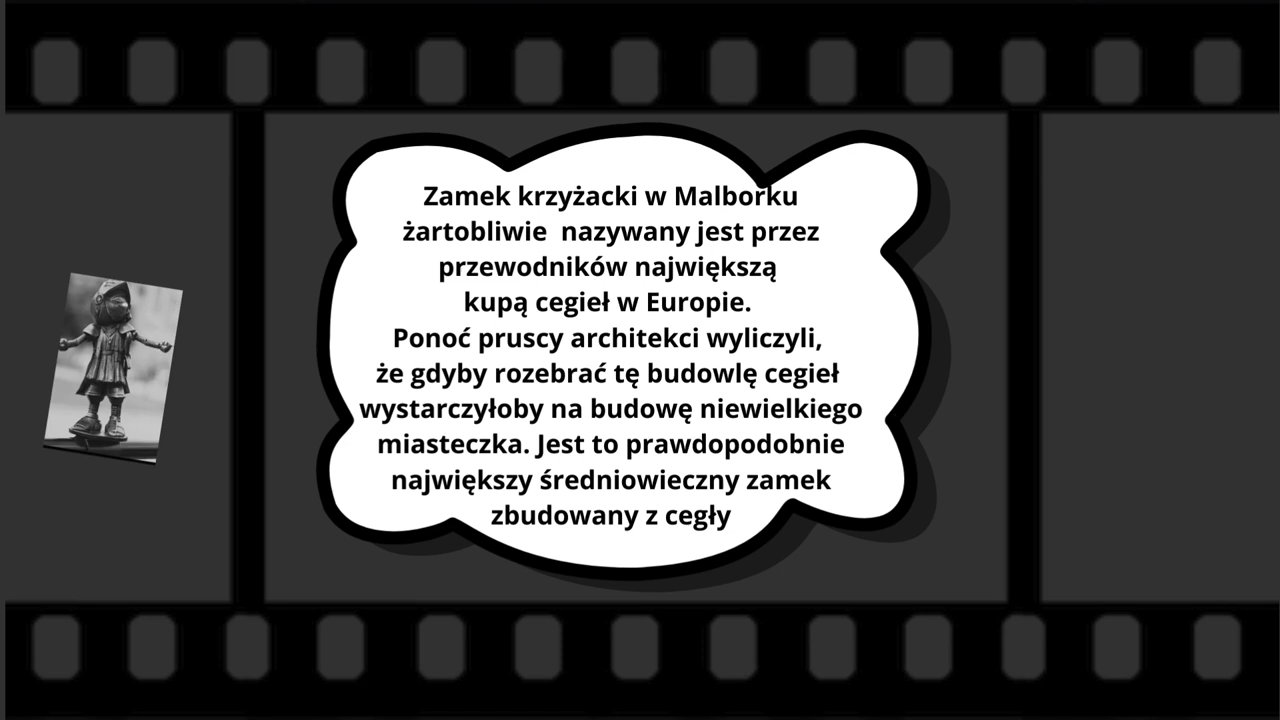 Zamek krzyżacki w Malborku
żartobliwie  nazywany jest przez
przewodników największą
kupą cegieł w Europie.
Ponoć pruscy architekci wyliczyli,
że gdyby rozebrać tę budowlę cegieł
wystarczyłoby na budowę niewielkiego
miasteczka. Jest to prawdopodobnie
największy średniowieczny zamek
zbudowany z cegły